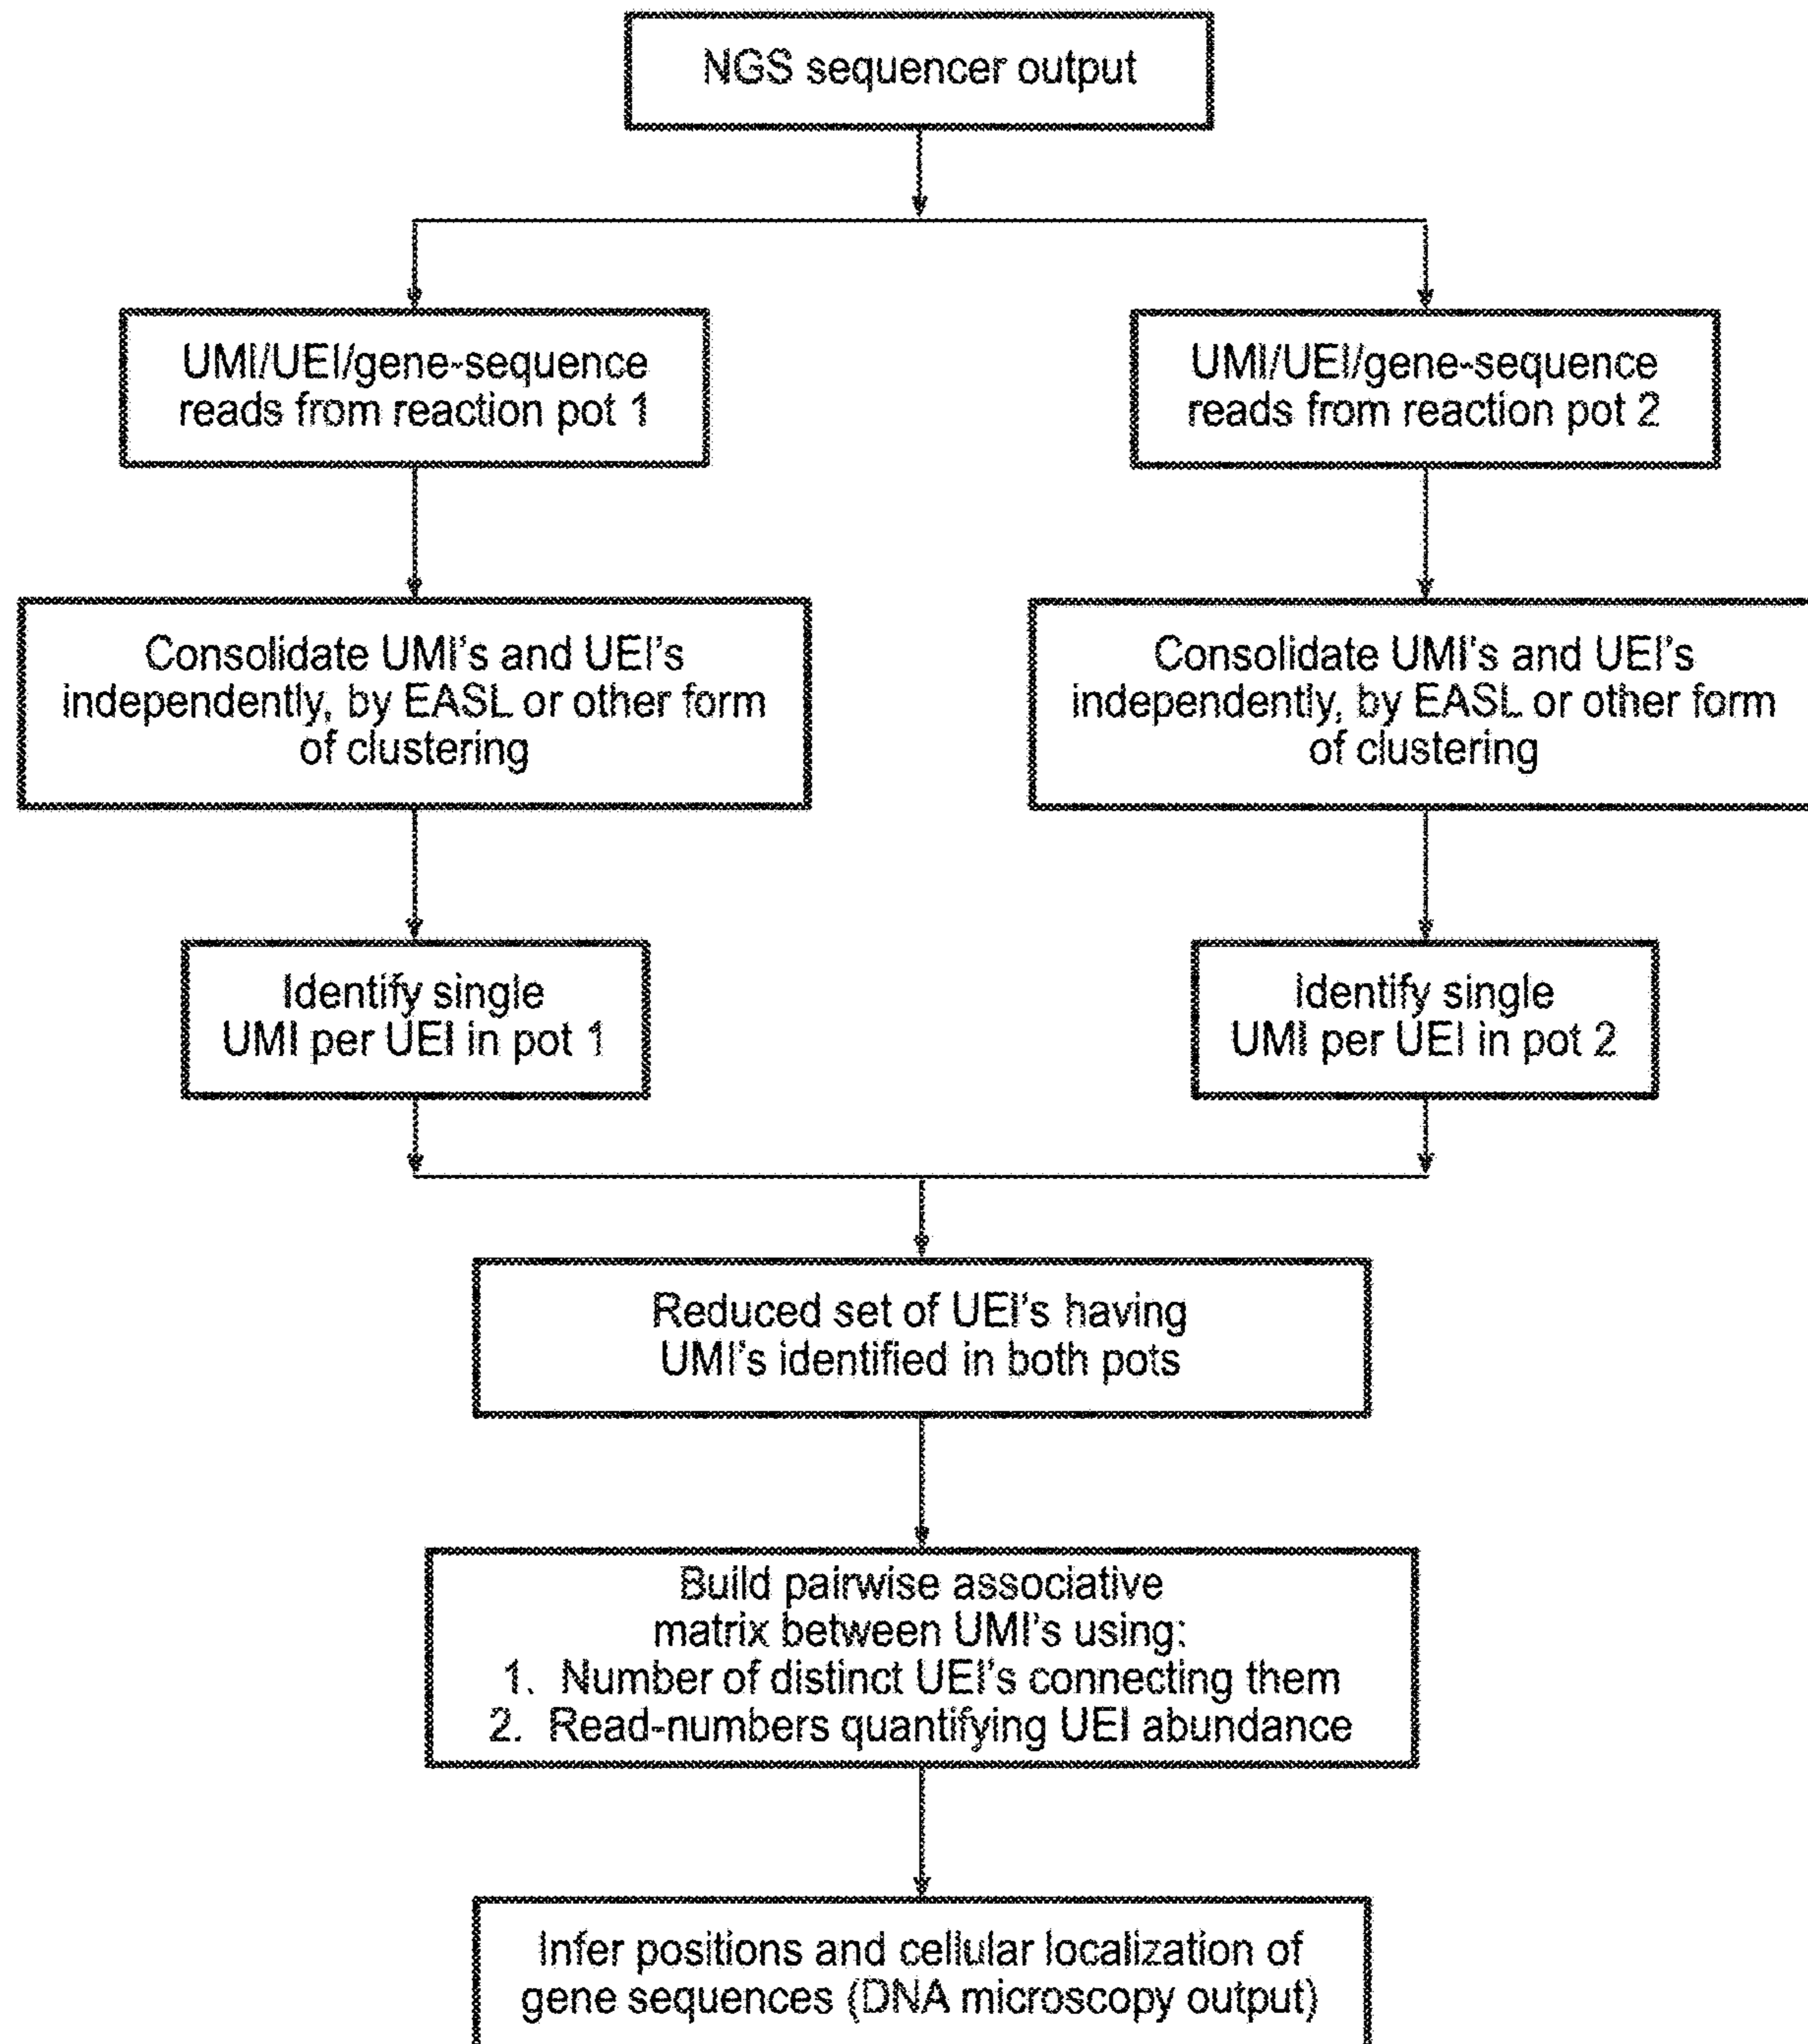 NGS sequencer output
UMI/UEI/gene-sequence
reads from reaction pot 1
UMI/UEI/gene-sequence
reads from reaction pot 2
Consolidate UMI's and UEI's
independently, by EASL or other form
of clustering
Consolidate UMI's and UEI's
independently, by EASL or other form
of clustering
Identify single
UMI per UEI in pot 1
Identify single
UMI per UEI in pot 2
Reduced set of UEI's having
UMI's identified in both pots
Build pairwise associative
matrix between UMI's using:
1. Number of distinct UEI's connecting them
2. Read-numbers quantifying UEI abundance
Infer positions and cellular localization of
gene sequences (DNA microscopy output)